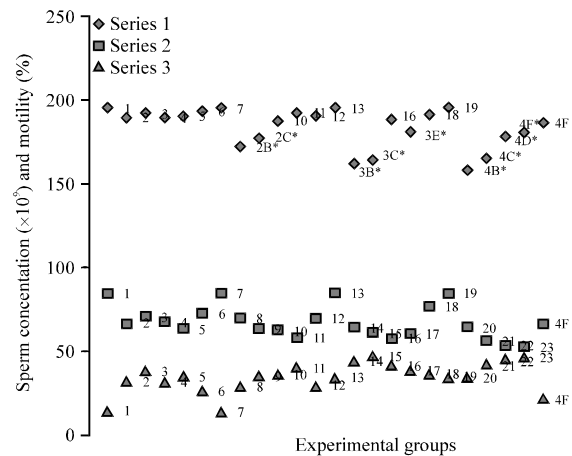 250
200
150
100
50
0
Sperm concentation (×10⁹) and motility (%)
Series 1
Series 2
Series 3
1 2 3 4 5 6 7 2B* 2C* 10 11 12 13 3B* 3C* 16 3E* 18 19 4B* 4C* 4D* 4F* 4F
1 2 3 4 5 6 7 8 9 10 11 12 13 14 15 16 17 18 19 20 21 22 23 4F
1 2 3 4 5 6 7 8 9 10 11 12 13 14 15 16 17 18 19 20 21 22 23 4F
Experimental groups